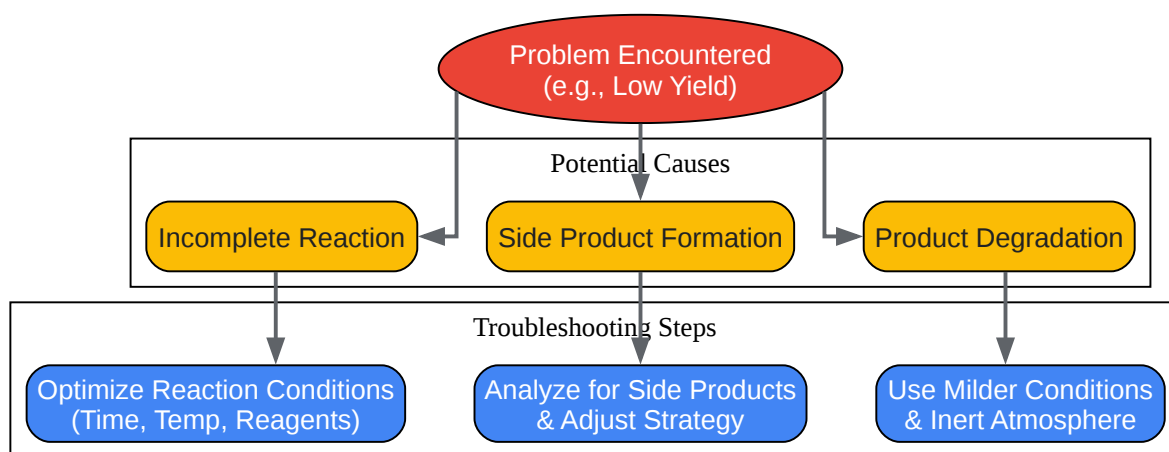 Problem Encountered
(e.g., Low Yield)
Potential Causes
Incomplete Reaction
Side Product Formation
Product Degradation
Troubleshooting Steps
Optimize Reaction Conditions
(Time, Temp, Reagents)
Analyze for Side Products
& Adjust Strategy
Use Milder Conditions
& Inert Atmosphere